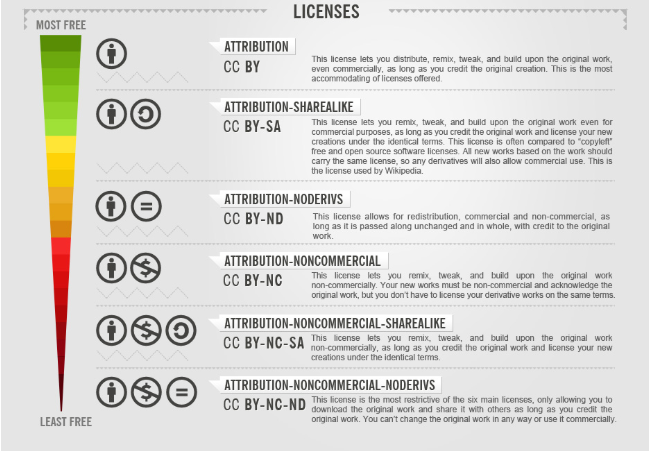 LICENSES
MOST FREE
ATTRIBUTION
CC BY
This license lets you distribute, remix, tweak, and build upon the original work,
even commercially, as long as you credit the original creation. This is the most
accommodating of licenses offered.
ATTRIBUTION-SHAREALIKE
CC BY-SA
This license lets you remix, tweak, and build upon the original work even for
commercial purposes, as long as you credit the original work and license your new
creations under the identical terms. This license is often compared to "copyleft"
free and open source software licenses. All new works based on the work should
carry the same license, so any derivatives will also allow commercial use. This is
the license used by Wikipedia.
ATTRIBUTION-NODERIVS
CC BY-ND
This license allows for redistribution, commercial and non-commercial, as
long as it is passed along unchanged and in whole, with credit to the original
work.
ATTRIBUTION-NONCOMMERCIAL
CC BY-NC
This license lets you remix, tweak, and build upon the original work
non-commercially. Your new works must be non-commercial and acknowledge the
original work, but you don't have to license your derivative works on the same terms.
ATTRIBUTION-NONCOMMERCIAL-SHAREALIKE
CC BY-NC-SA
This license lets you remix, tweak, and build upon the original work
non-commercially, as long as you credit the original work and license your new
creations under the identical terms.
ATTRIBUTION-NONCOMMERCIAL-NODERIVS
CC BY-NC-ND
This license is the most restrictive of the six main licenses, only allowing you to
download the original work and share it with others as long as you credit the
original work. You can't change the original work in any way or use it commercially.
LEAST FREE